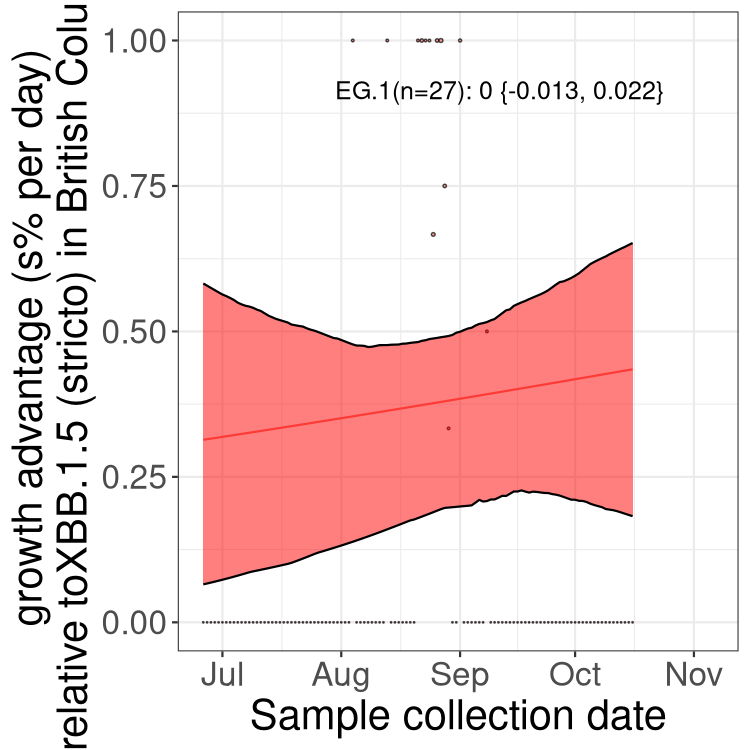 growth advantage (s% per day)
relative toXBB.1.5 (stricto) in British Colu
1.00
0.75
0.50
0.25
0.00
EG.1(n=27): 0 {-0.013, 0.022}
Jul Aug Sep Oct Nov
Sample collection date